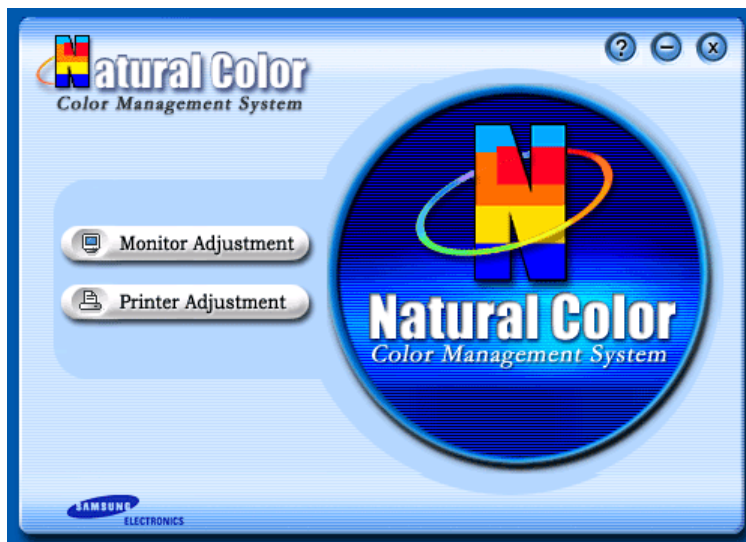 Natural Color
Color Management System
?
Monitor Adjustment
Printer Adjustment
N
Natural Color
Color Management System
SAMSUNG
ELECTRONICS